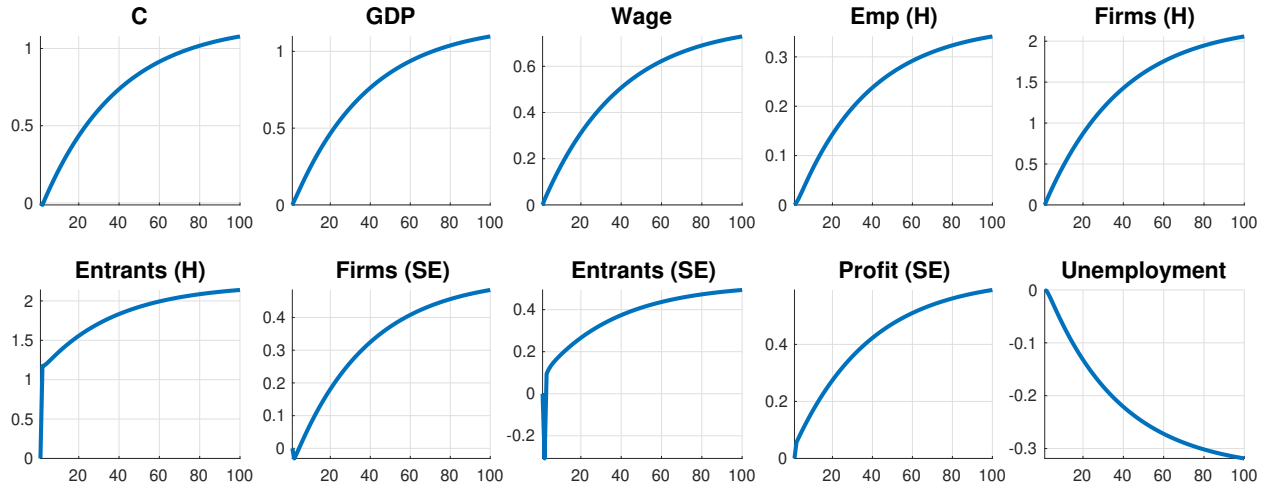 C GDP Wage Emp (H) Firms (H)
1 0.5 0
1 0.5 0
0.6 0.4 0.2 0
0.3 0.2 0.1 0
2 1.5 1 0.5 0
20 40 60 80 100 20 40 60 80 100 20 40 60 80 100 20 40 60 80 100 20 40 60 80 100
Entrants (H) Firms (SE) Entrants (SE) Profit (SE) Unemployment
2 1.5 1 0.5 0
0.4 0.3 0.2 0.1 0
0.4 0.2 0 -0.2
0.4 0.2 0
0 -0.1 -0.2 -0.3
20 40 60 80 100 20 40 60 80 100 20 40 60 80 100 20 40 60 80 100 20 40 60 80 100